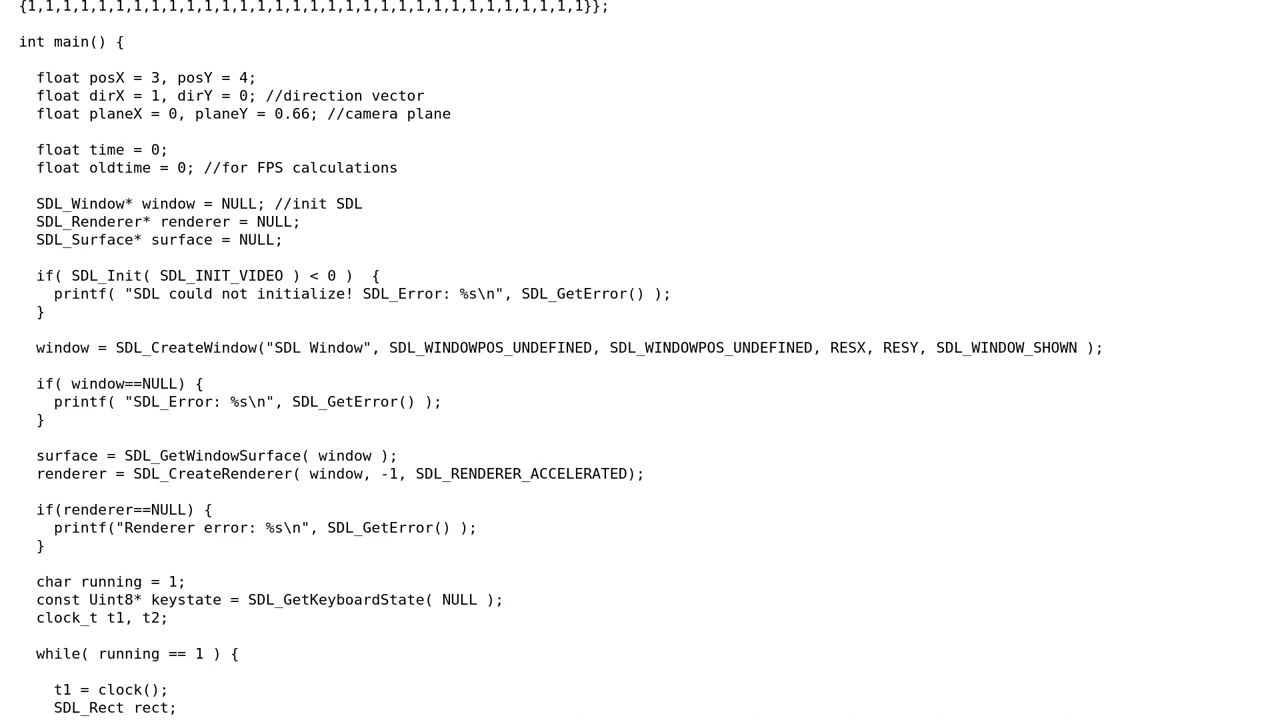 {1,1,1,1,1,1,1,1,1,1,1,1,1,1,1,1,1,1,1,1,1,1,1,1,1,1,1,1,1,1,1,1}};
int main() {
float posX = 3, posY = 4;
float dirX = 1, dirY = 0; //direction vector
float planeX = 0, planeY = 0.66; //camera plane
float time = 0;
float oldtime = 0; //for FPS calculations
SDL_Window* window = NULL; //init SDL
SDL_Renderer* renderer = NULL;
SDL_Surface* surface = NULL;
if( SDL_Init( SDL_INIT_VIDEO ) < 0 )  {
printf( "SDL could not initialize! SDL_Error: %s\n", SDL_GetError() );
}
window = SDL_CreateWindow("SDL Window", SDL_WINDOWPOS_UNDEFINED, SDL_WINDOWPOS_UNDEFINED, RESX, RESY, SDL_WINDOW_SHOWN );
if( window==NULL) {
printf( "SDL_Error: %s\n", SDL_GetError() );
}
surface = SDL_GetWindowSurface( window );
renderer = SDL_CreateRenderer( window, -1, SDL_RENDERER_ACCELERATED);
if(renderer==NULL) {
printf("Renderer error: %s\n", SDL_GetError() );
}
char running = 1;
const Uint8* keystate = SDL_GetKeyboardState( NULL );
clock_t t1, t2;
while( running == 1 ) {
t1 = clock();
SDL_Rect rect;